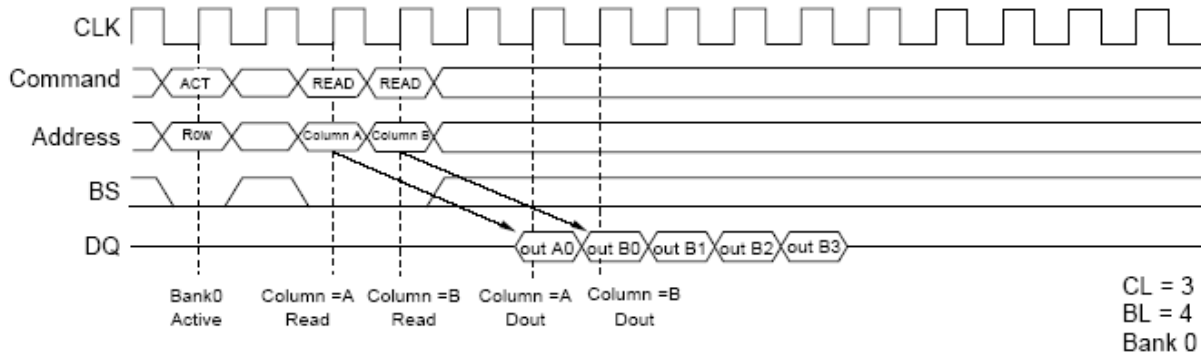 CLK
Command ACT READ READ
Address Row Column A Column B
BS
DQ out A0 out B0 out B1 out B2 out B3
Bank0 Column =A Column =B Column =A Column =B
Active Read Read Dout Dout
CL = 3
BL = 4
Bank 0